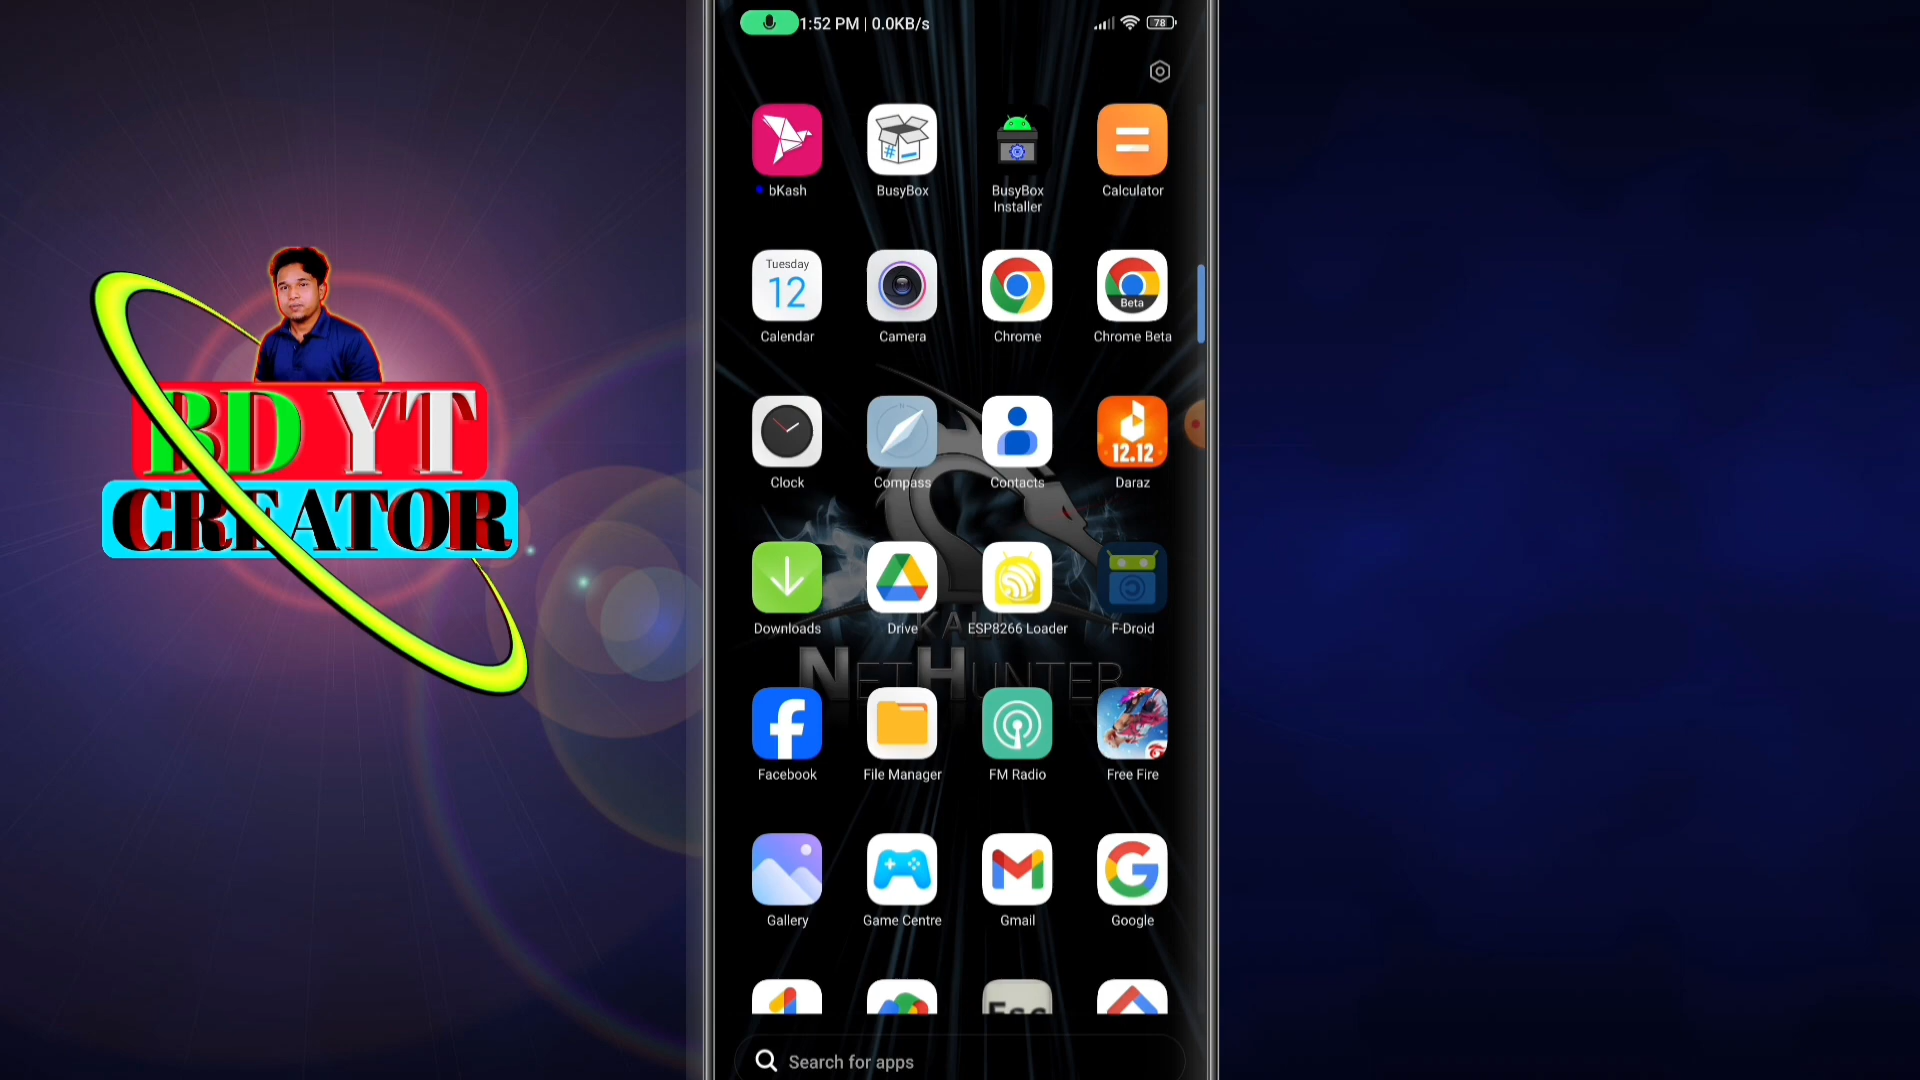 BD YT
CREATOR
1:52 PM | 0.0KB/s
78
bKash
BusyBox
BusyBox
Installer
Calculator
Tuesday
12
Beta
Calendar
Camera
Chrome
Chrome Beta
12.12
Clock
Compass
Contacts
Daraz
Downloads
Drive
ESP8266 Loader
F-Droid
KALI
NETHUNTER
Facebook
File Manager
FM Radio
Free Fire
Gallery
Game Centre
Gmail
Google
Esc
Search for apps